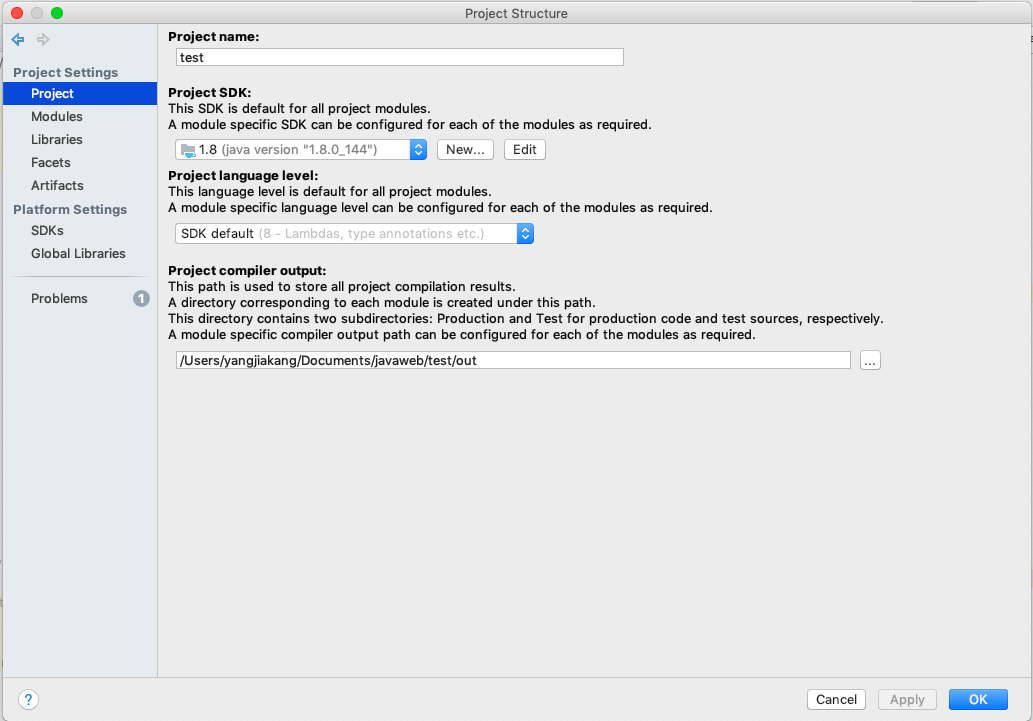 Project Structure
Project Settings
Project
Modules
Libraries
Facets
Artifacts
Platform Settings
SDKs
Global Libraries
Problems 1
Project name:
test
Project SDK:
This SDK is default for all project modules.
A module specific SDK can be configured for each of the modules as required.
1.8 (java version "1.8.0_144") New... Edit
Project language level:
This language level is default for all project modules.
A module specific language level can be configured for each of the modules as required.
SDK default (8 - Lambdas, type annotations etc.)
Project compiler output:
This path is used to store all project compilation results.
A directory corresponding to each module is created under this path.
This directory contains two subdirectories: Production and Test for production code and test sources, respectively.
A module specific compiler output path can be configured for each of the modules as required.
/Users/yangjiakang/Documents/javaweb/test/out ...
? Cancel Apply OK